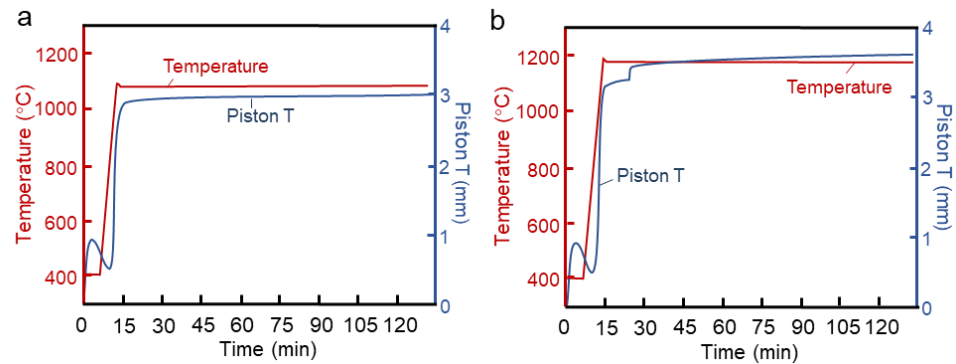 a
Temperature (°C)
1200
1000
800
600
400
Temperature
Piston T
4
3
2
1
0
Piston T (mm)
0 15 30 45 60 75 90 105 120
Time (min)
b
Temperature (°C)
1200
1000
800
600
400
Temperature
Piston T
4
3
2
1
0
Piston T (mm)
0 15 30 45 60 75 90 105 120
Time (min)